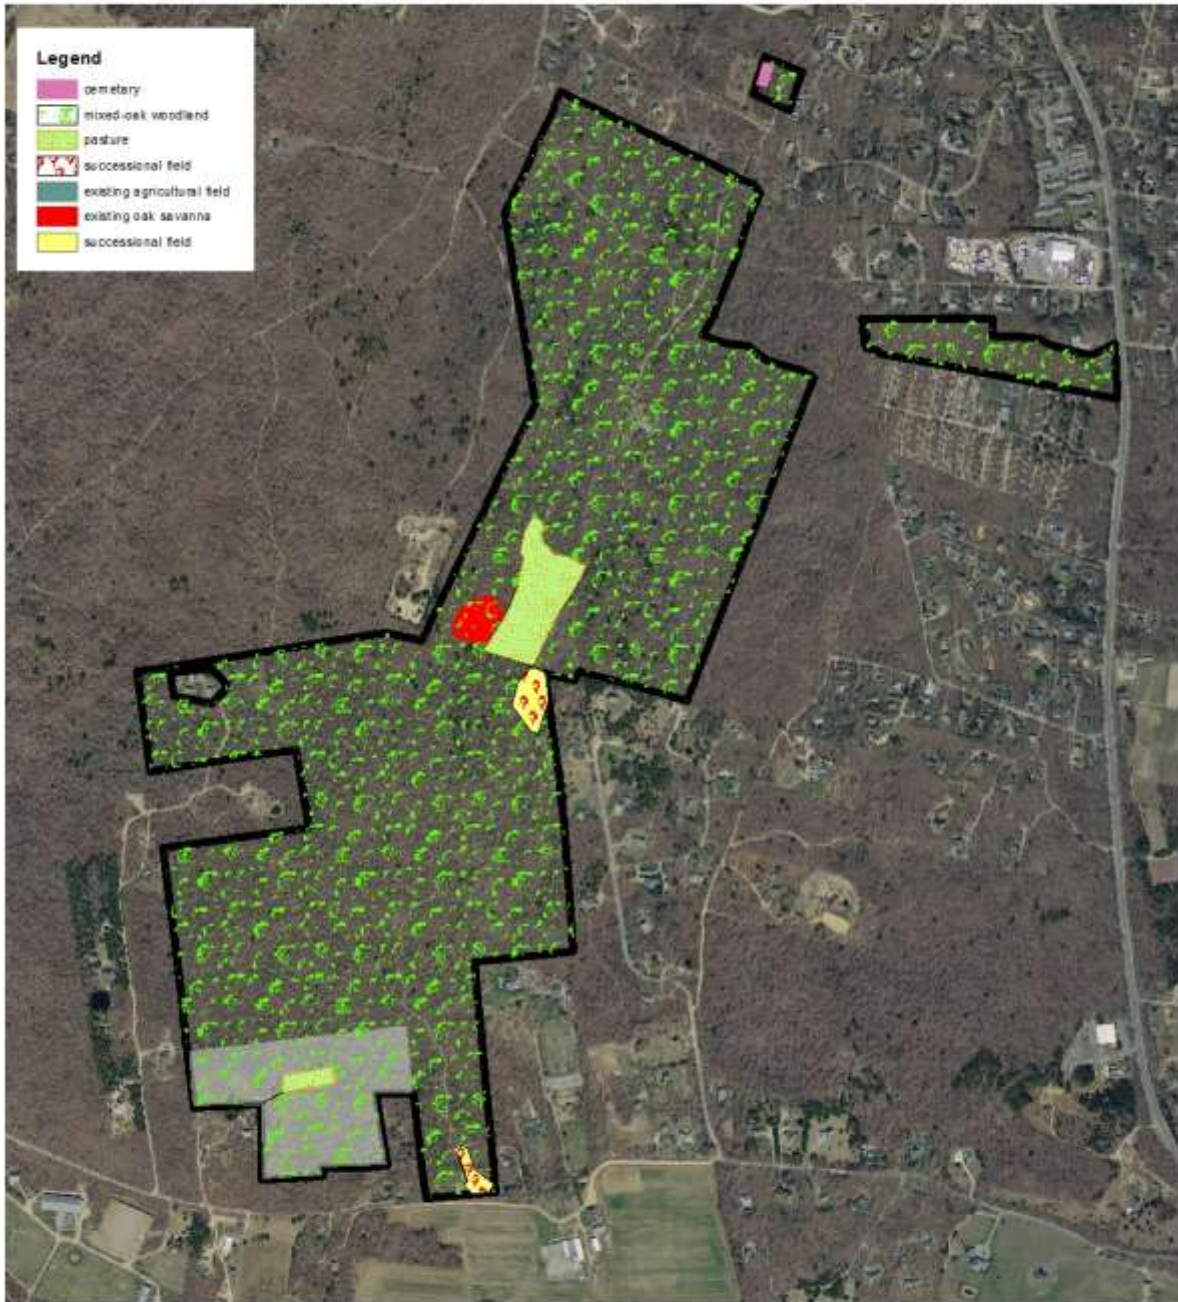 Legend
cemetary
mixed-oak woodland
pasture
successional field
existing agricultural field
existing oak savanna
successional field